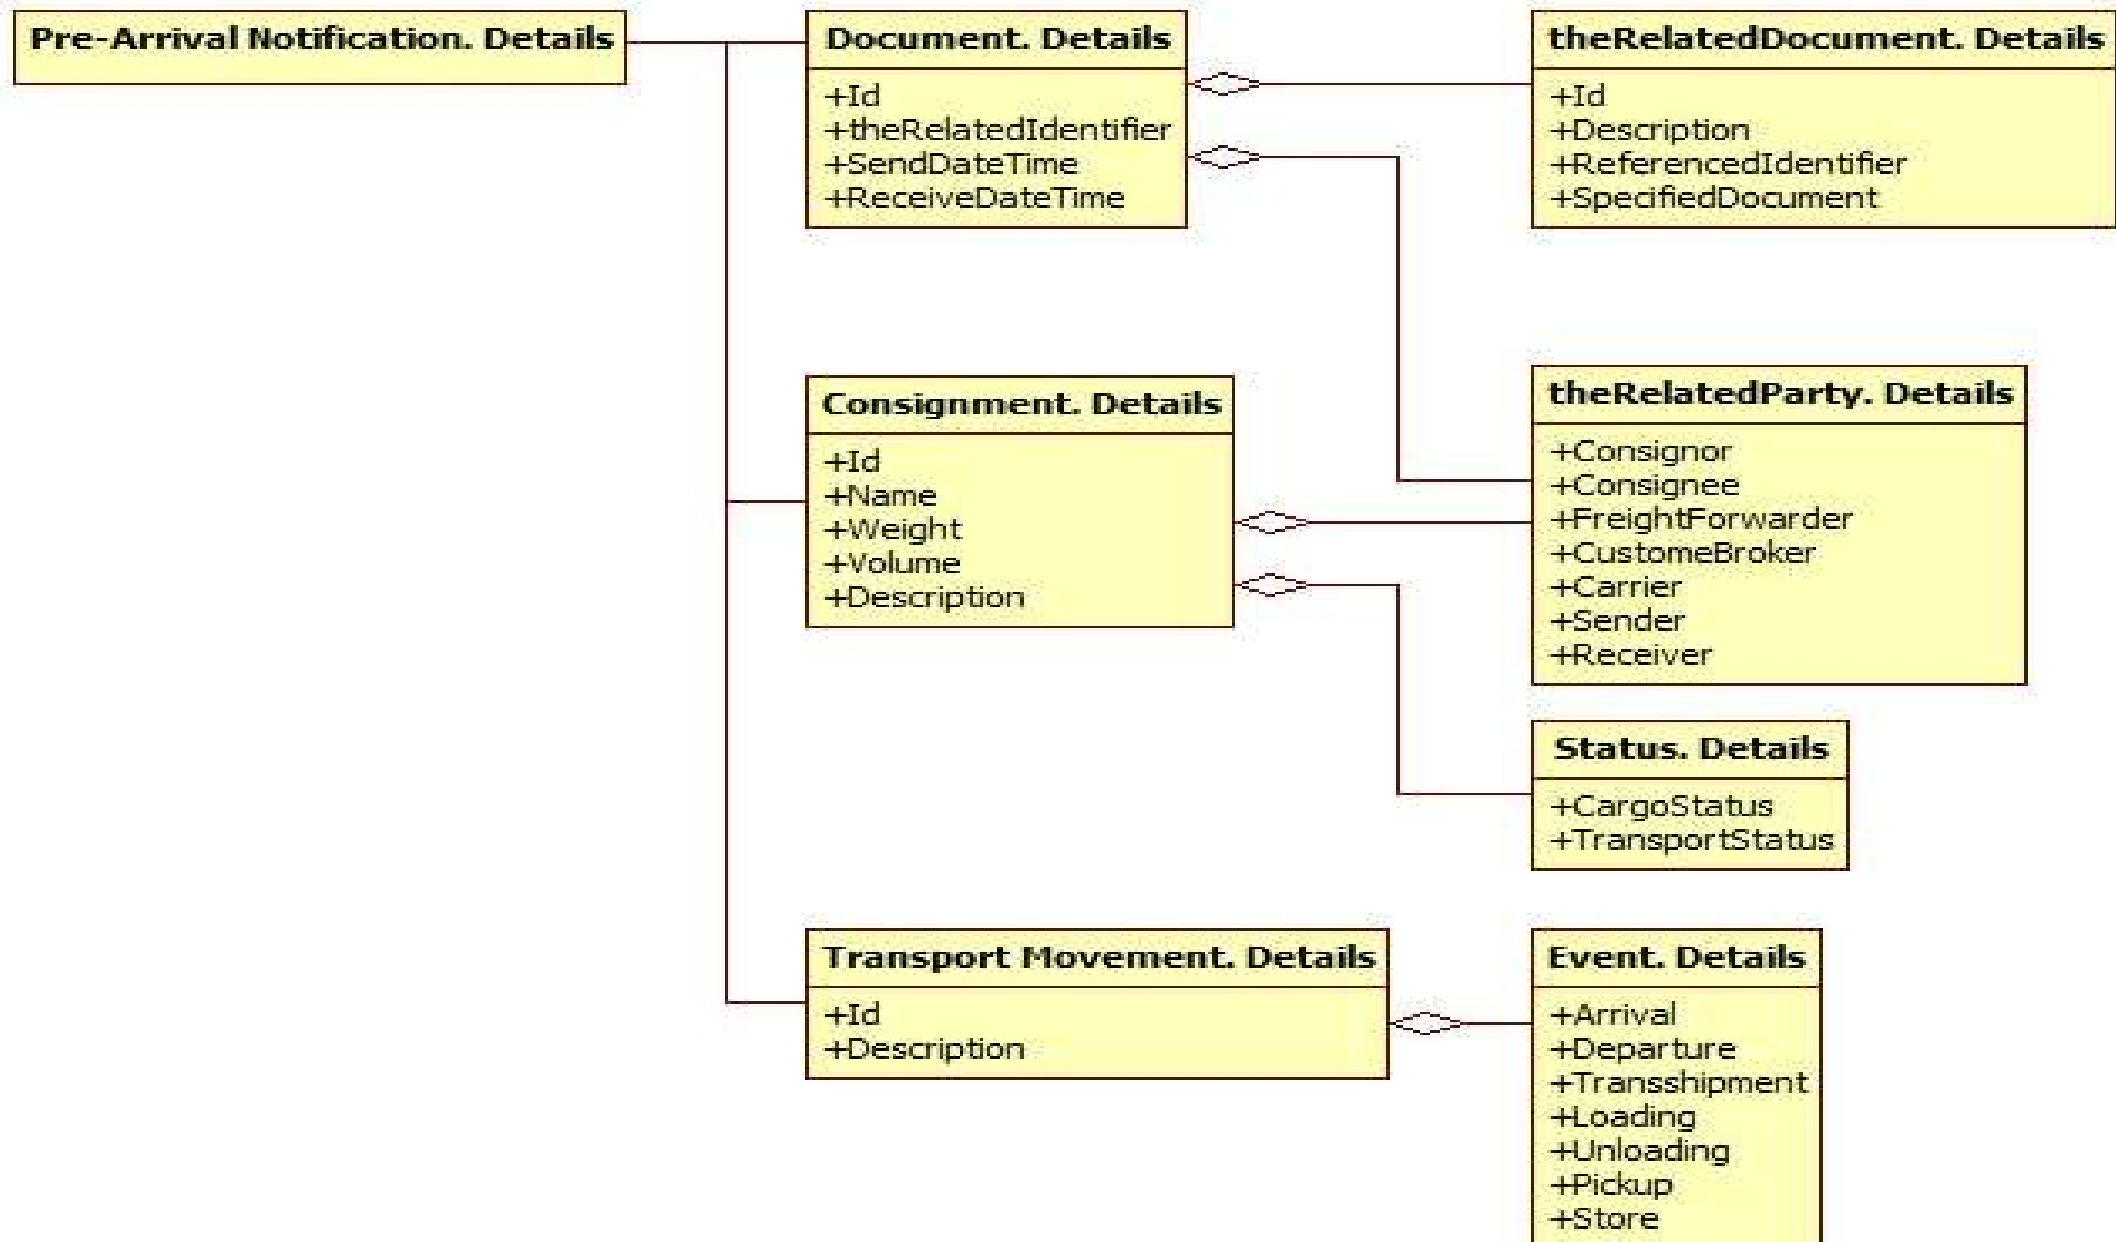 Pre-Arrival Notification. Details
Document. Details
+Id
+theRelatedIdentifier
+SendDateTime
+ReceiveDateTime
theRelatedDocument. Details
+Id
+Description
+ReferencedIdentifier
+SpecifiedDocument
Consignment. Details
+Id
+Name
+Weight
+Volume
+Description
theRelatedParty. Details
+Consignor
+Consignee
+FreightForwarder
+CustomeBroker
+Carrier
+Sender
+Receiver
Status. Details
+CargoStatus
+TransportStatus
Transport Movement. Details
+Id
+Description
Event. Details
+Arrival
+Departure
+Transshipment
+Loading
+Unloading
+Pickup
+Store